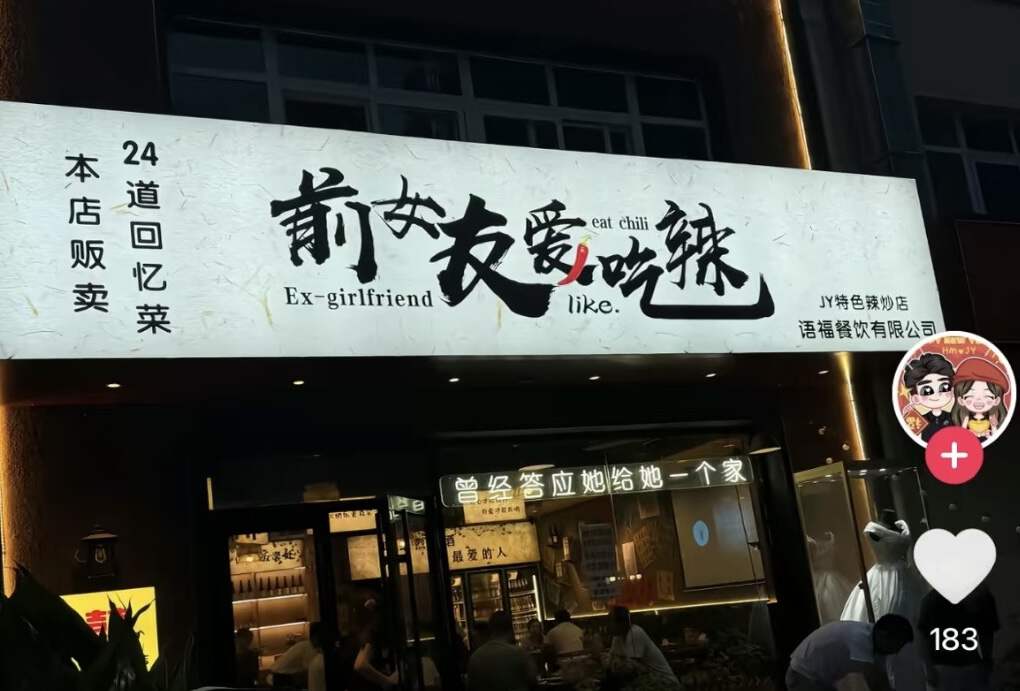 24道回忆菜
本店贩卖
前女友爱吃辣
eat chili
Ex-girlfriend
like.
JY特色辣炒店
语福餐饮有限公司
HM♥JY
曾经答应她给她一个家
最爱的人
183